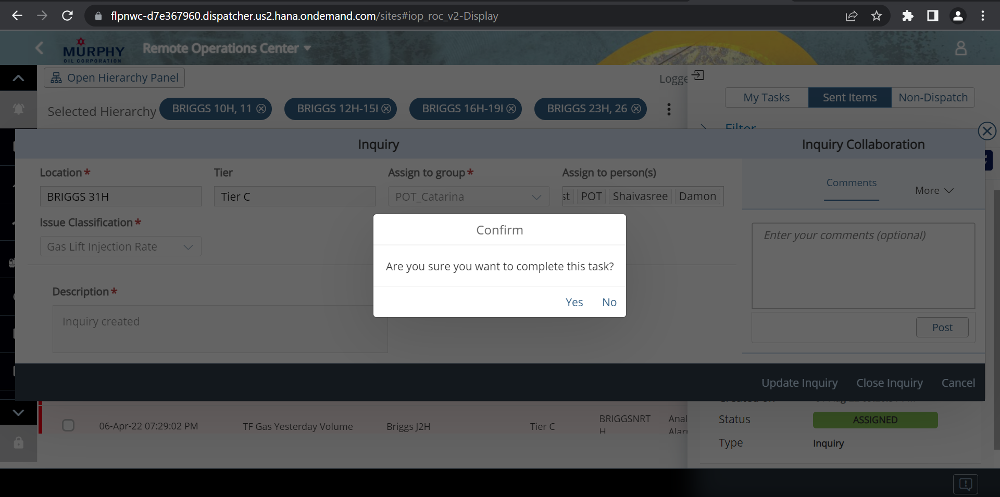 flpnwc-d7e367960.dispatcher.us2.hana.ondemand.com/sites#iop_roc_v2-Display
MURPHY
OIL CORPORATION
Remote Operations Center
Open Hierarchy Panel
Logge
My Tasks Sent Items Non-Dispatch
Selected Hierarchy BRIGGS 10H, 11 BRIGGS 12H-15H BRIGGS 16H-19H BRIGGS 23H, 26
Filter
Inquiry
Inquiry Collaboration
Location* Tier Assign to group* Assign to person(s)
BRIGGS 31H Tier C POT_Catarina st POT Shaivasree Damon
Comments More
Issue Classification*
Gas Lift Injection Rate
Enter your comments (optional)
Confirm
Are you sure you want to complete this task?
Yes No
Description*
Inquiry created
Post
Update Inquiry Close Inquiry Cancel
06-Apr-22 07:29:02 PM TF Gas Yesterday Volume Briggs J2H Tier C BRIGGSNRT
H
Anal
Alarr
Status ASSIGNED
Type Inquiry